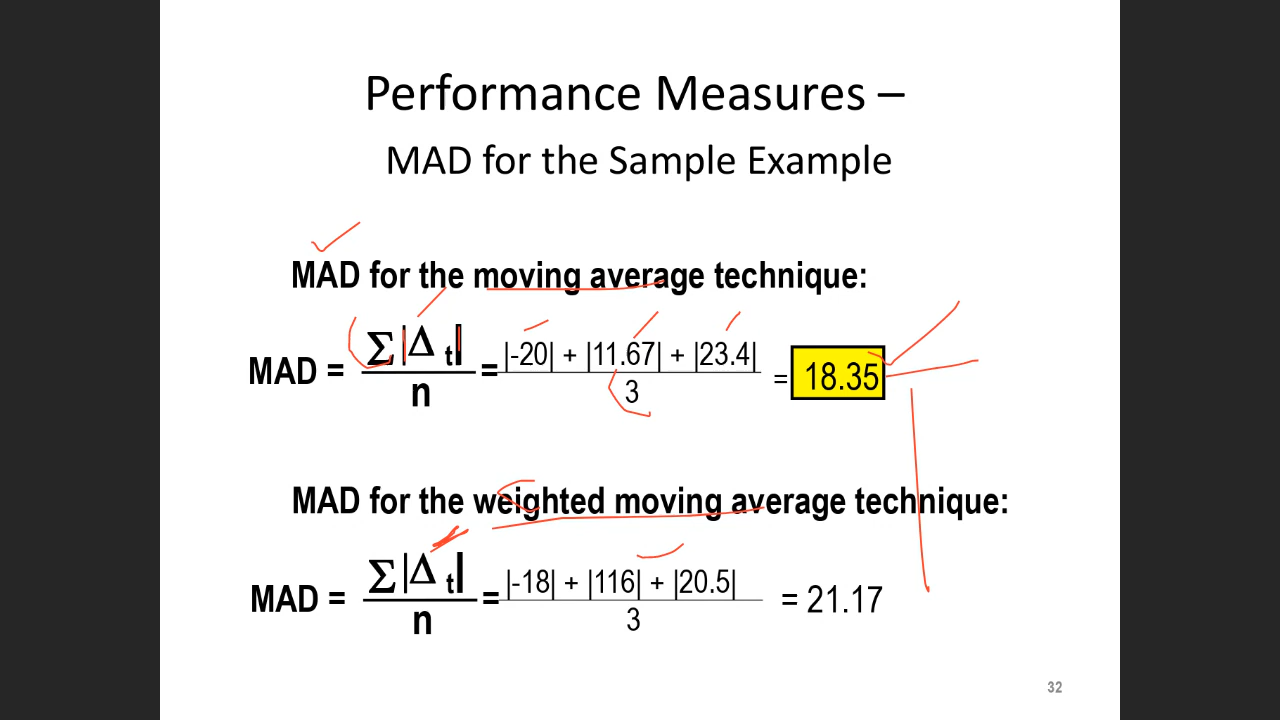 Performance Measures –
MAD for the Sample Example
MAD for the moving average technique:
MAD = Σ |Δ t| / n = |-20| + |11.67| + |23.4| / 3 = 18.35
MAD for the weighted moving average technique:
MAD = Σ |Δ t| / n = |-18| + |116| + |20.5| / 3 = 21.17
32